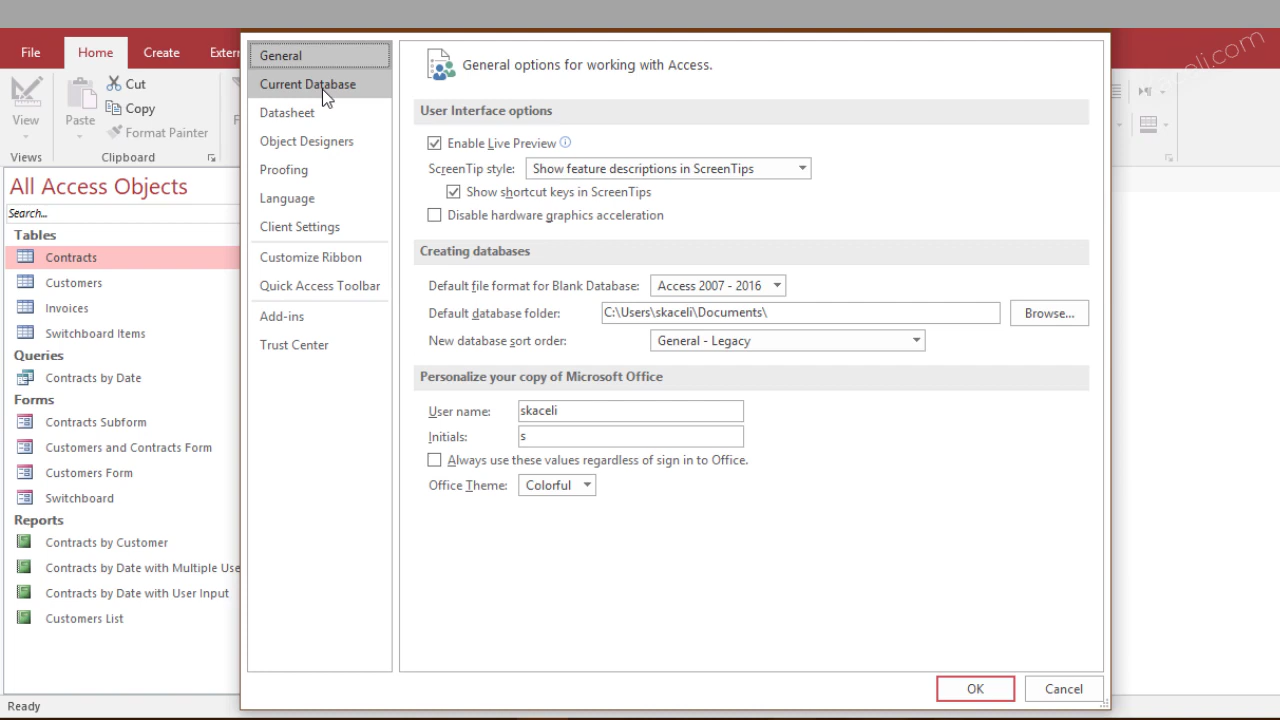 File
Home
Create
Extern
View
Views
Paste
Cut
Copy
Format Painter
Clipboard
All Access Objects
Search...
Tables
Contracts
Customers
Invoices
Switchboard Items
Queries
Contracts by Date
Forms
Contracts Subform
Customers and Contracts Form
Customers Form
Switchboard
Reports
Contracts by Customer
Contracts by Date with Multiple Use
Contracts by Date with User Input
Customers List
Ready
General
Current Database
Datasheet
Object Designers
Proofing
Language
Client Settings
Customize Ribbon
Quick Access Toolbar
Add-ins
Trust Center
General options for working with Access.
User Interface options
Enable Live Preview
ScreenTip style: Show feature descriptions in ScreenTips
Show shortcut keys in ScreenTips
Disable hardware graphics acceleration
Creating databases
Default file format for Blank Database: Access 2007 - 2016
Default database folder: C:\Users\skaceli\Documents\ Browse...
New database sort order: General - Legacy
Personalize your copy of Microsoft Office
User name: skaceli
Initials: s
Always use these values regardless of sign in to Office.
Office Theme: Colorful
OK
Cancel